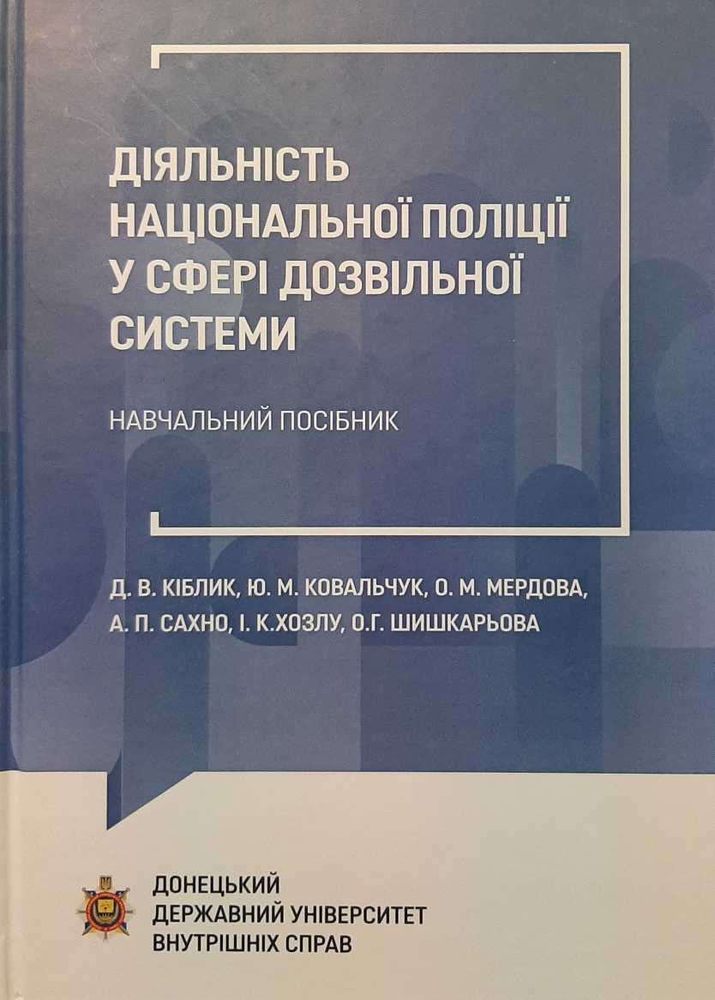 ДІЯЛЬНІСТЬ
НАЦІОНАЛЬНОЇ ПОЛІЦІЇ
У СФЕРІ ДОЗВІЛЬНОЇ
СИСТЕМИ
НАВЧАЛЬНИЙ ПОСІБНИК
Д. В. КІБЛИК, Ю. М. КОВАЛЬЧУК, О. М. МЕРДОВА,
А. П. САХНО, І. К.ХОЗЛУ, О.Г. ШИШКАРЬОВА
ДОНЕЦЬКИЙ
ДЕРЖАВНИЙ УНІВЕРСИТЕТ
ВНУТРІШНІХ СПРАВ